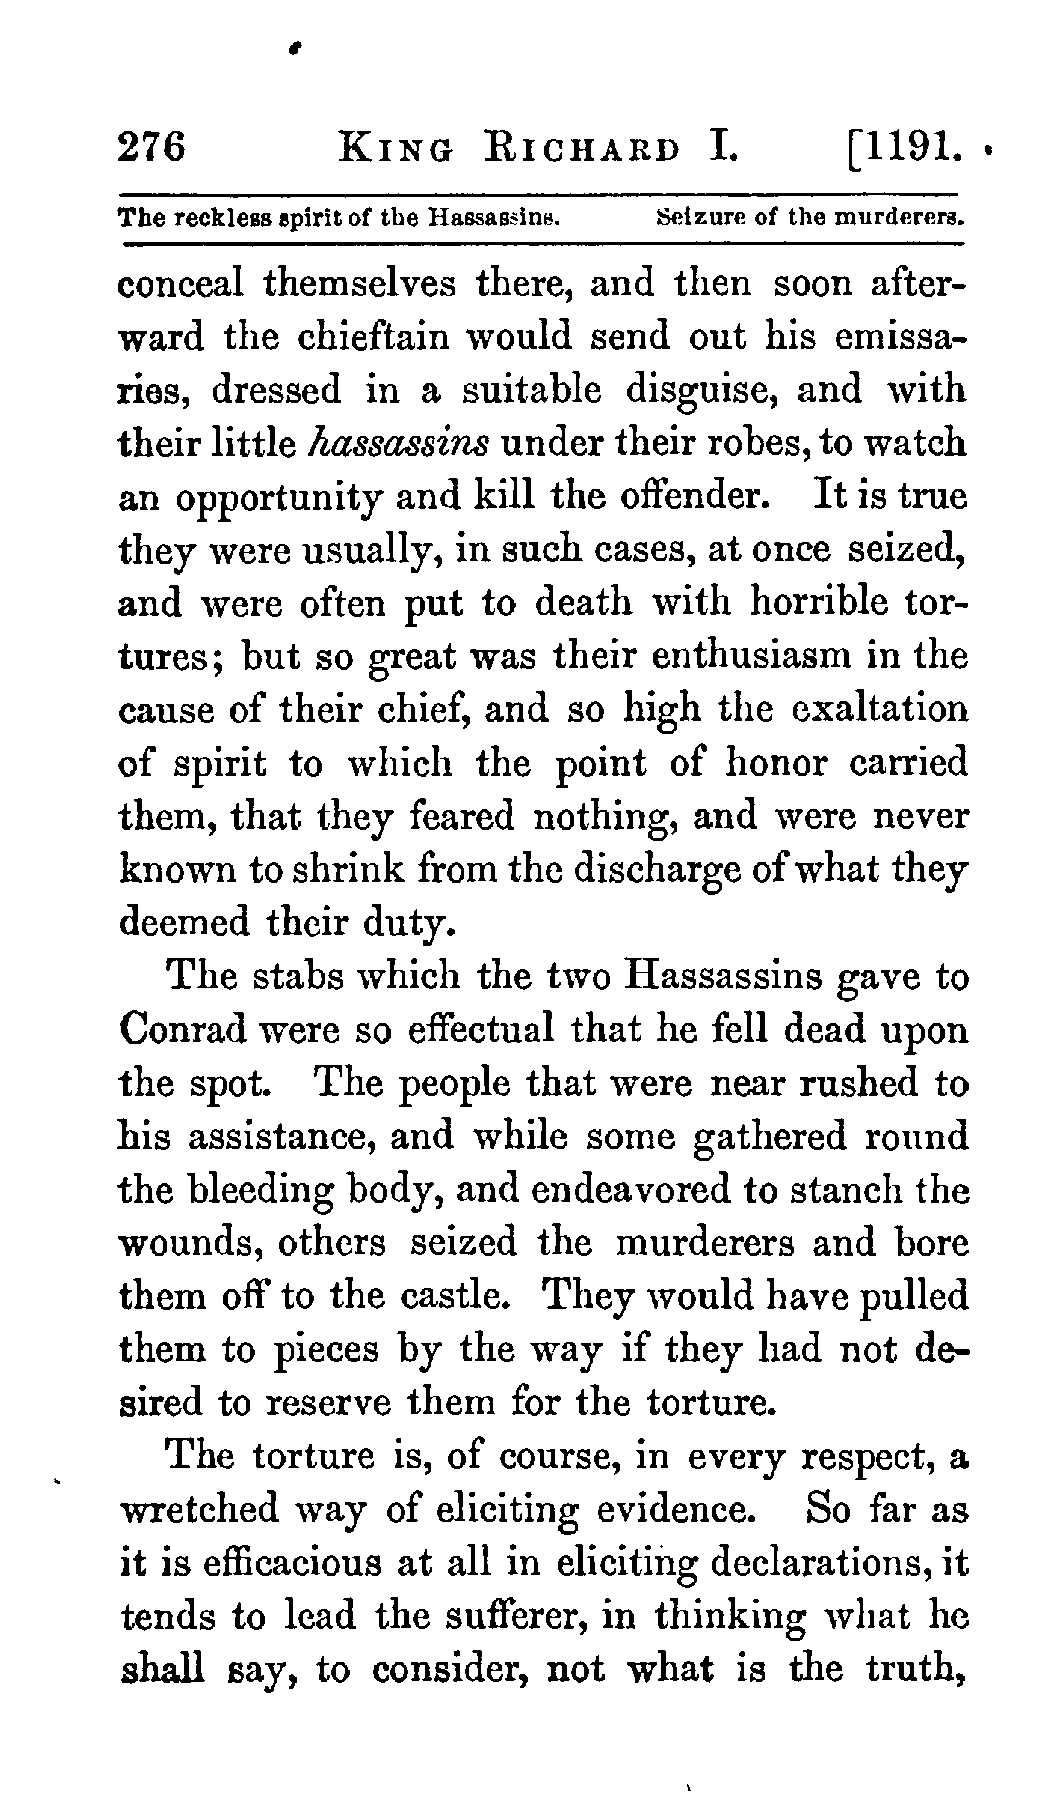 276 KING RICHARD I. [1191.
The reckless spirit of the Hassassins. Seizure of the murderers.
conceal themselves there, and then soon after-
ward the chieftain would send out his emissa-
ries, dressed in a suitable disguise, and with
their little hassassins under their robes, to watch
an opportunity and kill the offender. It is true
they were usually, in such cases, at once seized,
and were often put to death with horrible tor-
tures; but so great was their enthusiasm in the
cause of their chief, and so high the exaltation
of spirit to which the point of honor carried
them, that they feared nothing, and were never
known to shrink from the discharge of what they
deemed their duty.
The stabs which the two Hassassins gave to
Conrad were so effectual that he fell dead upon
the spot. The people that were near rushed to
his assistance, and while some gathered round
the bleeding body, and endeavored to stanch the
wounds, others seized the murderers and bore
them off to the castle. They would have pulled
them to pieces by the way if they had not de-
sired to reserve them for the torture.
The torture is, of course, in every respect, a
wretched way of eliciting evidence. So far as
it is efficacious at all in eliciting declarations, it
tends to lead the sufferer, in thinking what he
shall say, to consider, not what is the truth,